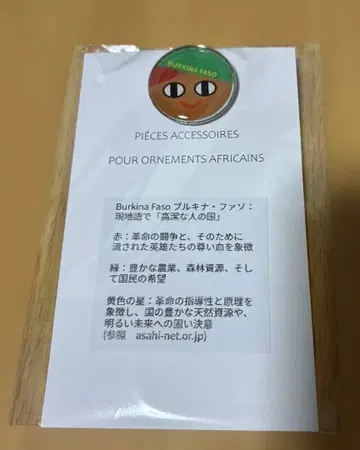 BURKINA FASO
PIÉCES ACCESSOIRES
POUR ORNEMENTS AFRICAINS
Burkina Faso ブルキナ・ファソ：
現地語で「高潔な人の国」
赤：革命の闘争と、そのために
流された英雄たちの尊い血を象徴
緑：豊かな農業、森林資源、そし
て国民の希望
黄色の星：革命の指導性と原理を
象徴し、国の豊かな天然資源や、
明るい未来への固い決意
(参照　asahi-net.or.jp)